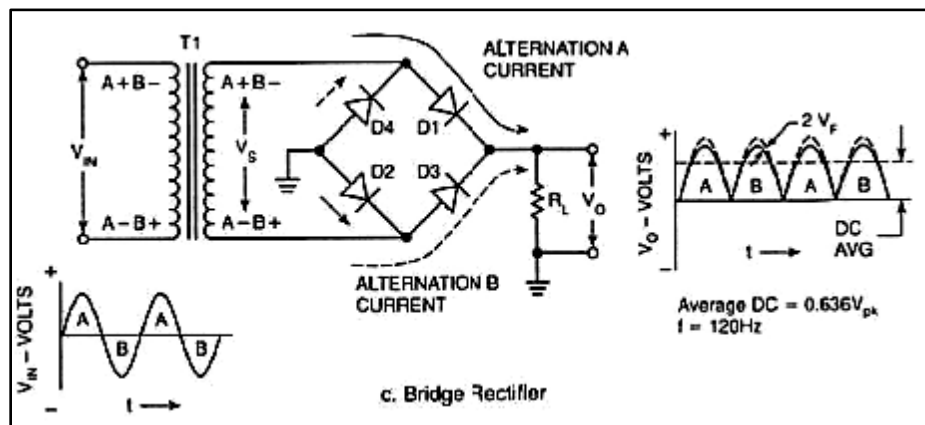 T1
A+B-
A+B-
V_IN
V_S
A-B+
A-B+
D4
D1
D2
D3
ALTERNATION A
CURRENT
ALTERNATION B
CURRENT
R_L
V_O
+
V_O - VOLTS
-
2 V_F
A
B
A
B
t
DC
AVG
Average DC = 0.636V_pk
f = 120Hz
+
V_IN - VOLTS
-
A
B
A
B
t
c. Bridge Rectifier